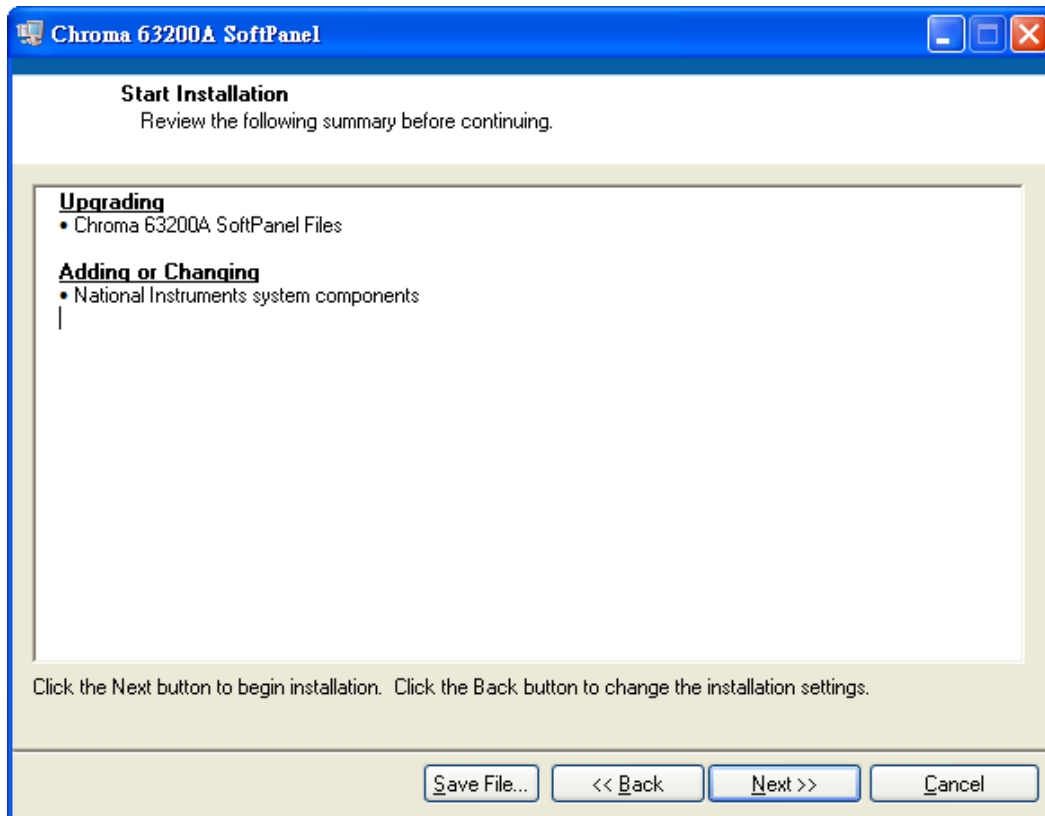 Chroma 63200A SoftPanel
Start Installation
Review the following summary before continuing.
Upgrading
• Chroma 63200A SoftPanel Files
Adding or Changing
• National Instruments system components
Click the Next button to begin installation.  Click the Back button to change the installation settings.
Save File...
<< Back
Next >>
Cancel